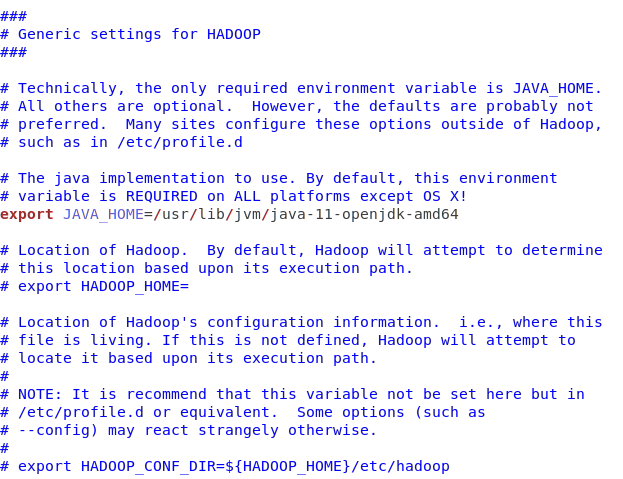 ###
# Generic settings for HADOOP
###
# Technically, the only required environment variable is JAVA_HOME.
# All others are optional.  However, the defaults are probably not
# preferred.  Many sites configure these options outside of Hadoop,
# such as in /etc/profile.d
# The java implementation to use. By default, this environment
# variable is REQUIRED on ALL platforms except OS X!
export JAVA_HOME=/usr/lib/jvm/java-11-openjdk-amd64
# Location of Hadoop.  By default, Hadoop will attempt to determine
# this location based upon its execution path.
# export HADOOP_HOME=
# Location of Hadoop's configuration information.  i.e., where this
# file is living. If this is not defined, Hadoop will attempt to
# locate it based upon its execution path.
#
# NOTE: It is recommend that this variable not be set here but in
# /etc/profile.d or equivalent.  Some options (such as
# --config) may react strangely otherwise.
#
# export HADOOP_CONF_DIR=${HADOOP_HOME}/etc/hadoop